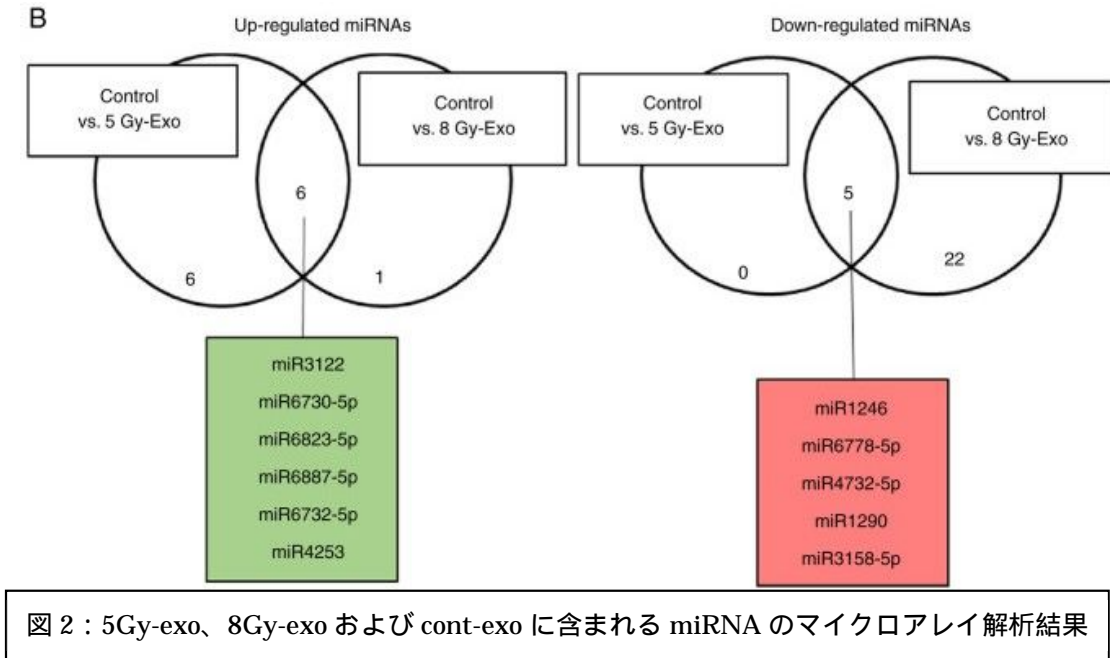 B
Up-regulated miRNAs
Control
vs. 5 Gy-Exo
Control
vs. 8 Gy-Exo
6
6
1
miR3122
miR6730-5p
miR6823-5p
miR6887-5p
miR6732-5p
miR4253
Down-regulated miRNAs
Control
vs. 5 Gy-Exo
Control
vs. 8 Gy-Exo
5
0
22
miR1246
miR6778-5p
miR4732-5p
miR1290
miR3158-5p
図 2：5Gy-exo、8Gy-exo および cont-exo に含まれる miRNA のマイクロアレイ解析結果